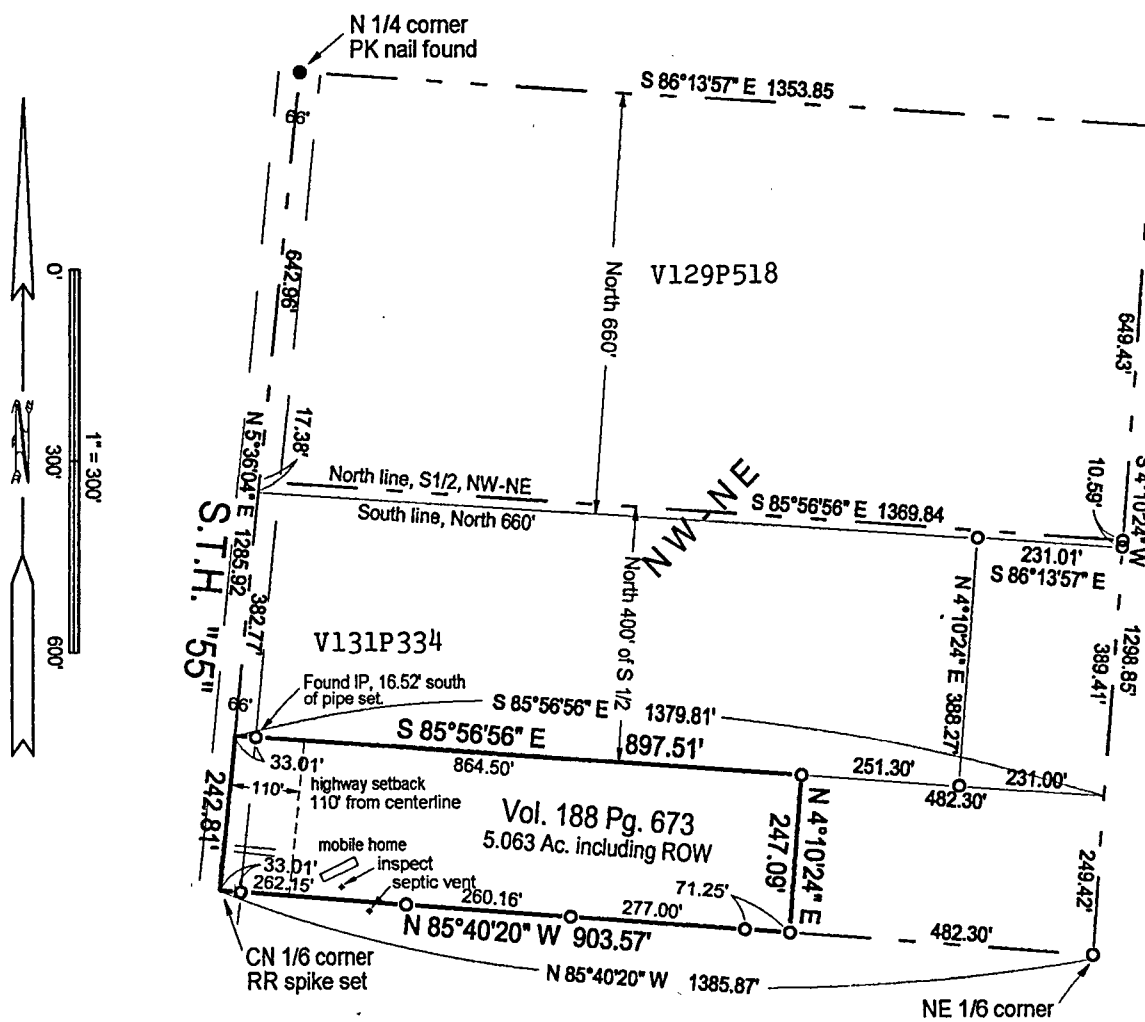 N 1/4 corner
PK nail found
S 86°13'57" E 1353.85
66'
642.96'
North 660'
V129P518
649.43'
0'
300'
600'
1" = 300'
17.38'
N 5°36'04" E 1285.92
North line, S1/2, NW-NE
South line, North 660'
NW-NE
S 85°56'56" E 1369.84
10.59'
S 4°10'24" W
231.01'
S 86°13'57" E
S.T.H. "55"
382.77'
North 400' of S 1/2
N 4°10'24" E 388.27'
1298.85'
389.41'
V131P334
66'
Found IP, 16.52' south
of pipe set.
S 85°56'56" E 1379.81'
S 85°56'56" E 897.51'
33.01'
864.50'
251.30'
231.00'
482.30'
242.81'
110'
highway setback
110' from centerline
Vol. 188 Pg. 673
5.063 Ac. including ROW
247.09'
N 4°10'24" E
mobile home
inspect
septic vent
33.01'
262.15'
260.16'
277.00'
71.25'
249.42'
N 85°40'20" W 903.57'
482.30'
CN 1/6 corner
RR spike set
N 85°40'20" W 1385.87'
NE 1/6 corner